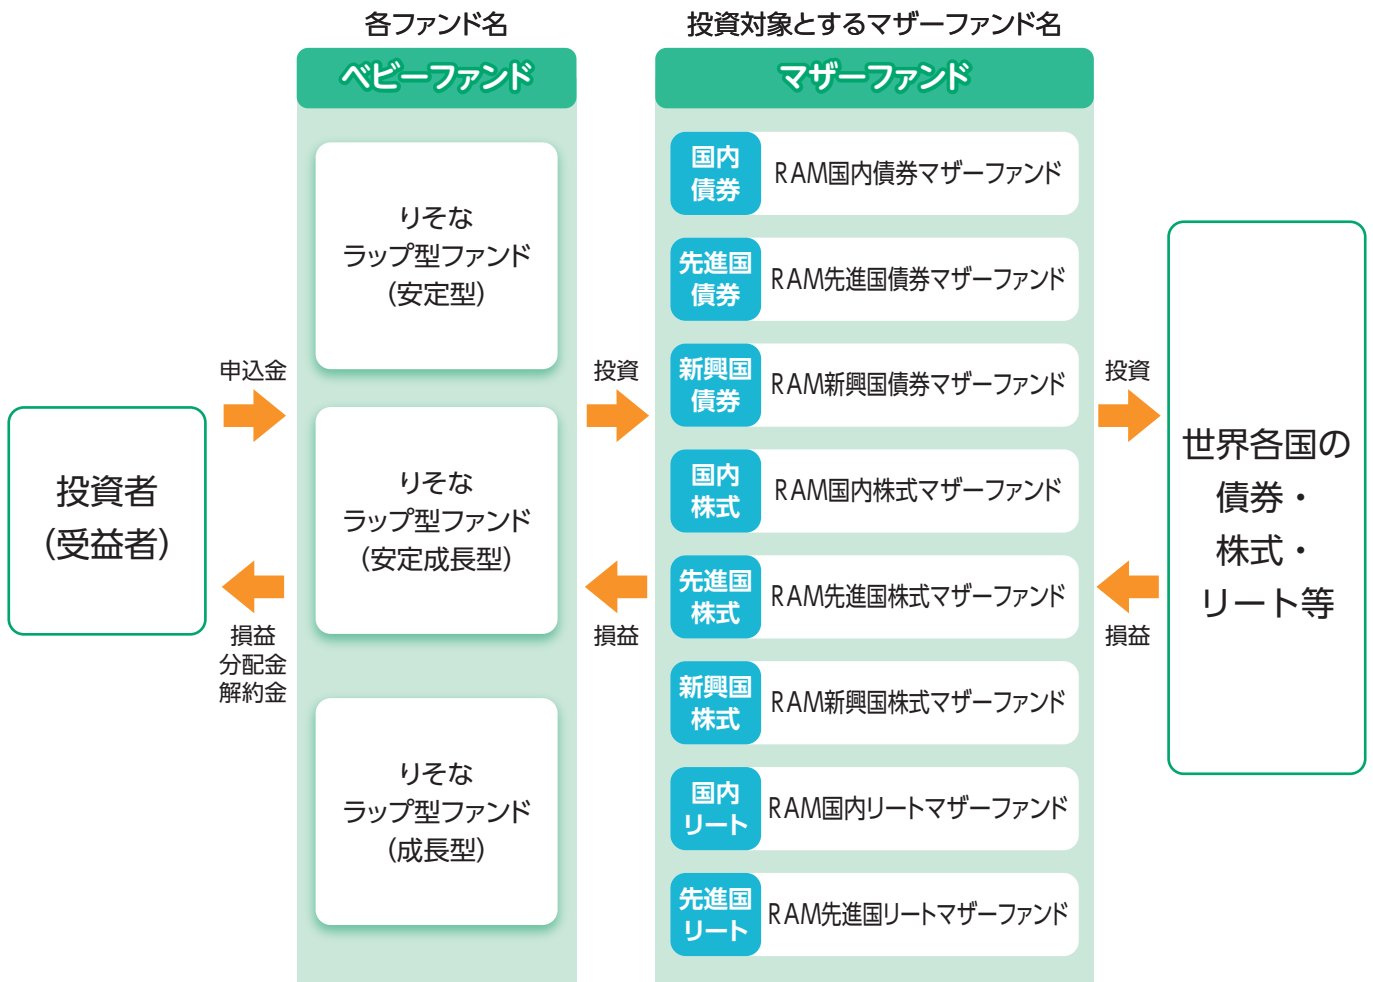 各ファンド名
投資対象とするマザーファンド名
ベビーファンド
マザーファンド
投資者
(受益者)
申込金
損益
分配金
解約金
りそな
ラップ型ファンド
(安定型)
りそな
ラップ型ファンド
(安定成長型)
りそな
ラップ型ファンド
(成長型)
投資
損益
国内
債券
RAM国内債券マザーファンド
先進国
債券
RAM先進国債券マザーファンド
新興国
債券
RAM新興国債券マザーファンド
国内
株式
RAM国内株式マザーファンド
先進国
株式
RAM先進国株式マザーファンド
新興国
株式
RAM新興国株式マザーファンド
国内
リート
RAM国内リートマザーファンド
先進国
リート
RAM先進国リートマザーファンド
投資
損益
世界各国の
債券・
株式・
リート等